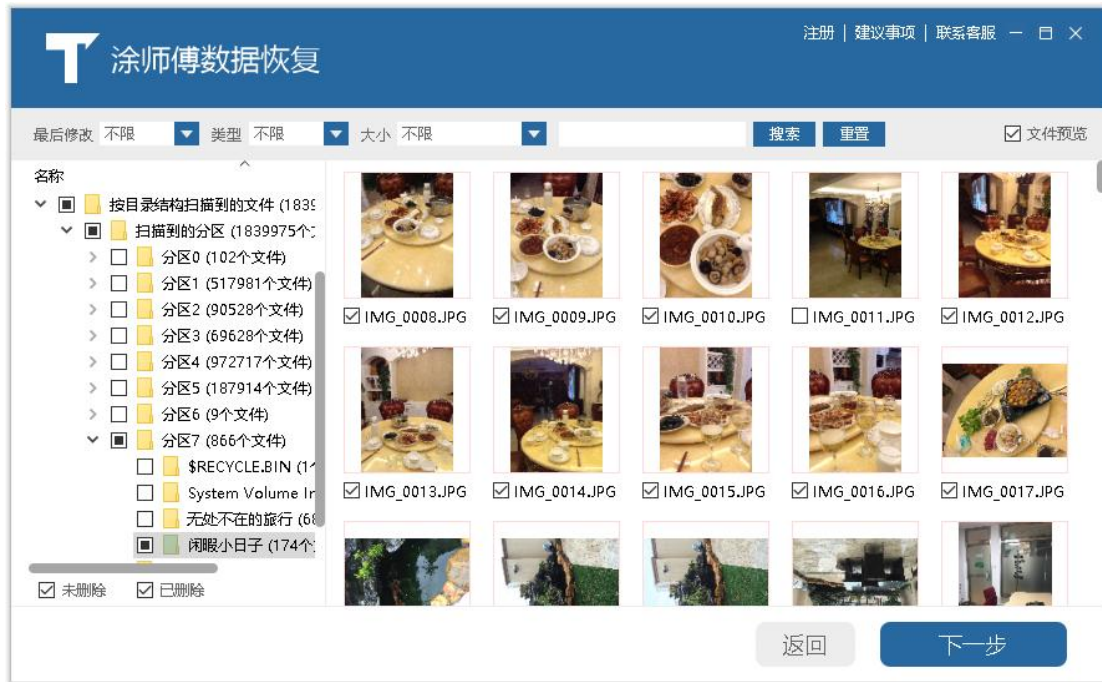 注册 | 建议事项 | 联系客服
涂师傅数据恢复
最后修改 不限 类型 不限 大小 不限 搜索 重置 文件预览
名称
按目录结构扫描到的文件 (1839
扫描到的分区 (1839975个
分区0 (102个文件)
分区1 (517981个文件)
分区2 (90528个文件)
分区3 (69628个文件)
分区4 (972717个文件)
分区5 (187914个文件)
分区6 (9个文件)
分区7 (866个文件)
$RECYCLE.BIN (1
System Volume Ir
无处不在的旅行 (68
闲暇小日子 (174个
未删除 已删除
IMG_0008.JPG IMG_0009.JPG IMG_0010.JPG IMG_0011.JPG IMG_0012.JPG
IMG_0013.JPG IMG_0014.JPG IMG_0015.JPG IMG_0016.JPG IMG_0017.JPG
返回 下一步